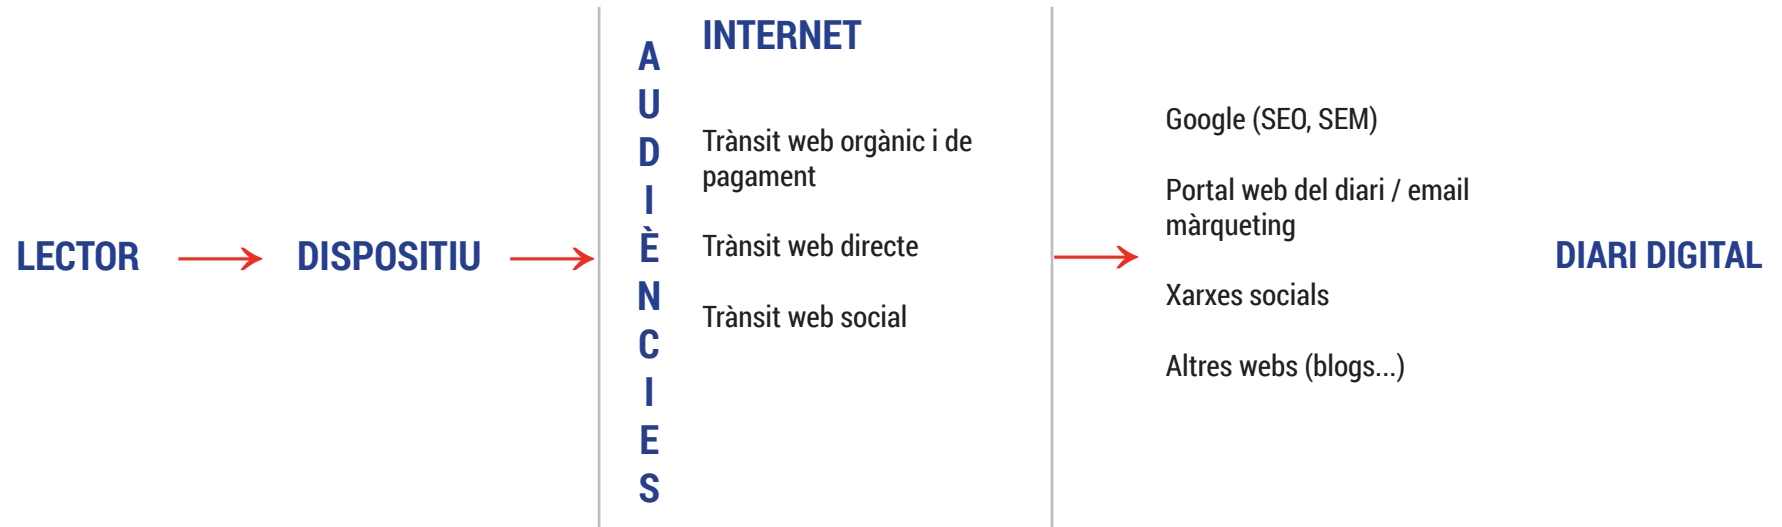 LECTOR
DISPOSITIU
AUDIÈNCIES
INTERNET
Trànsit web orgànic i de
pagament
Trànsit web directe
Trànsit web social
Google (SEO, SEM)
Portal web del diari / email
màrqueting
Xarxes socials
Altres webs (blogs...)
DIARI DIGITAL